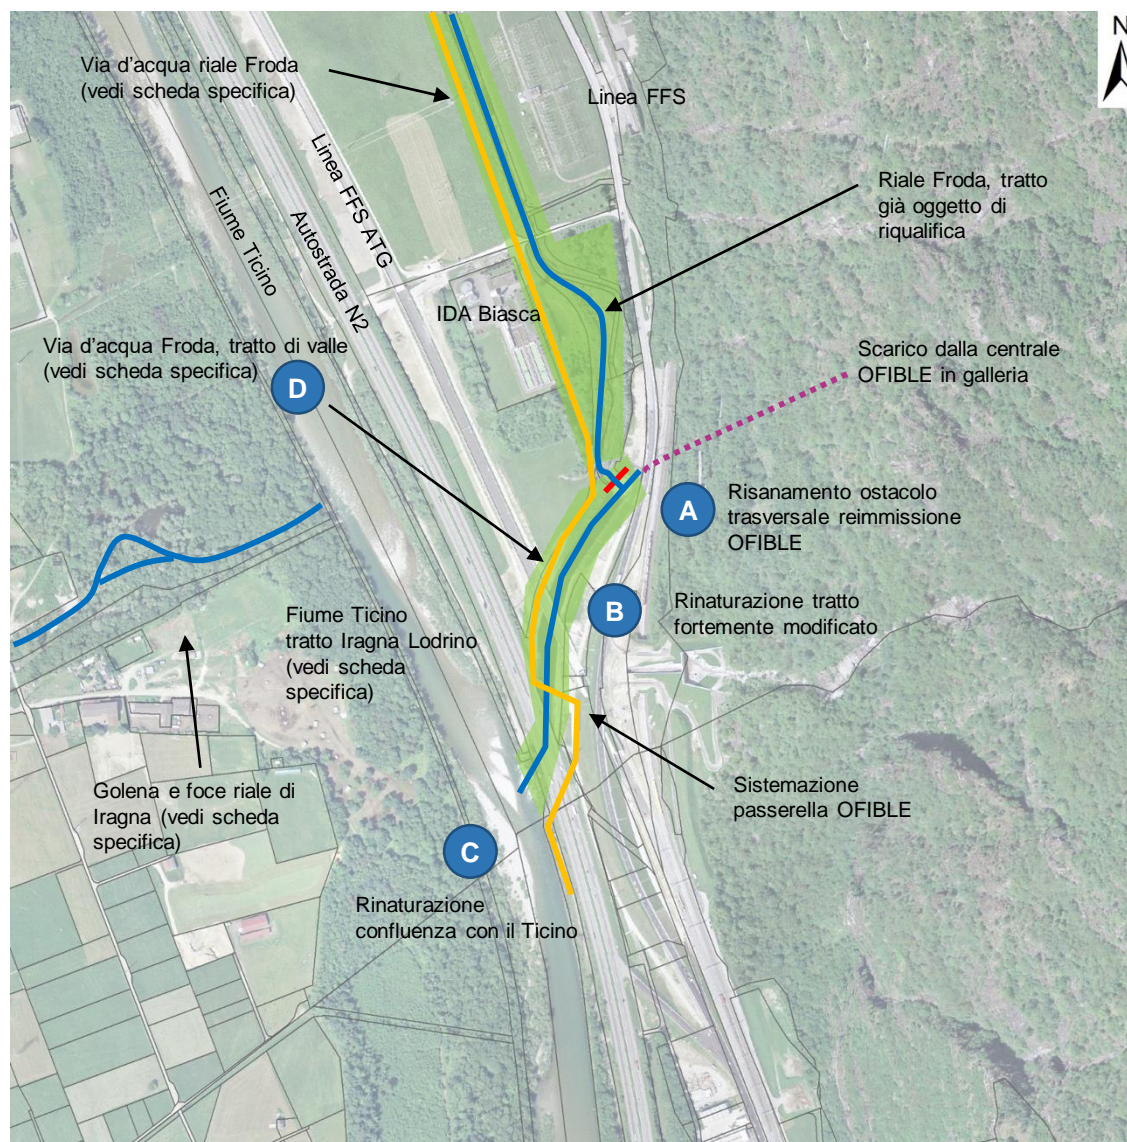 N
Via d'acqua riale Froda
(vedi scheda specifica)
Linea FFS
Linea FFS ATG
Fiume Ticino
Autostrada N2
Riale Froda, tratto
già oggetto di
riqualifica
IDA Biasca
Via d'acqua Froda, tratto di valle
(vedi scheda specifica)
D
Scarico dalla centrale
OFIBLE in galleria
A
Risanamento ostacolo
trasversale reimmissione
OFIBLE
B
Rinaturazione tratto
fortemente modificato
Fiume Ticino
tratto Iragna Lodrino
(vedi scheda
specifica)
Golena e foce riale di
Iragna (vedi scheda
specifica)
Sistemazione
passerella OFIBLE
C
Rinaturazione
confluenza con il Ticino